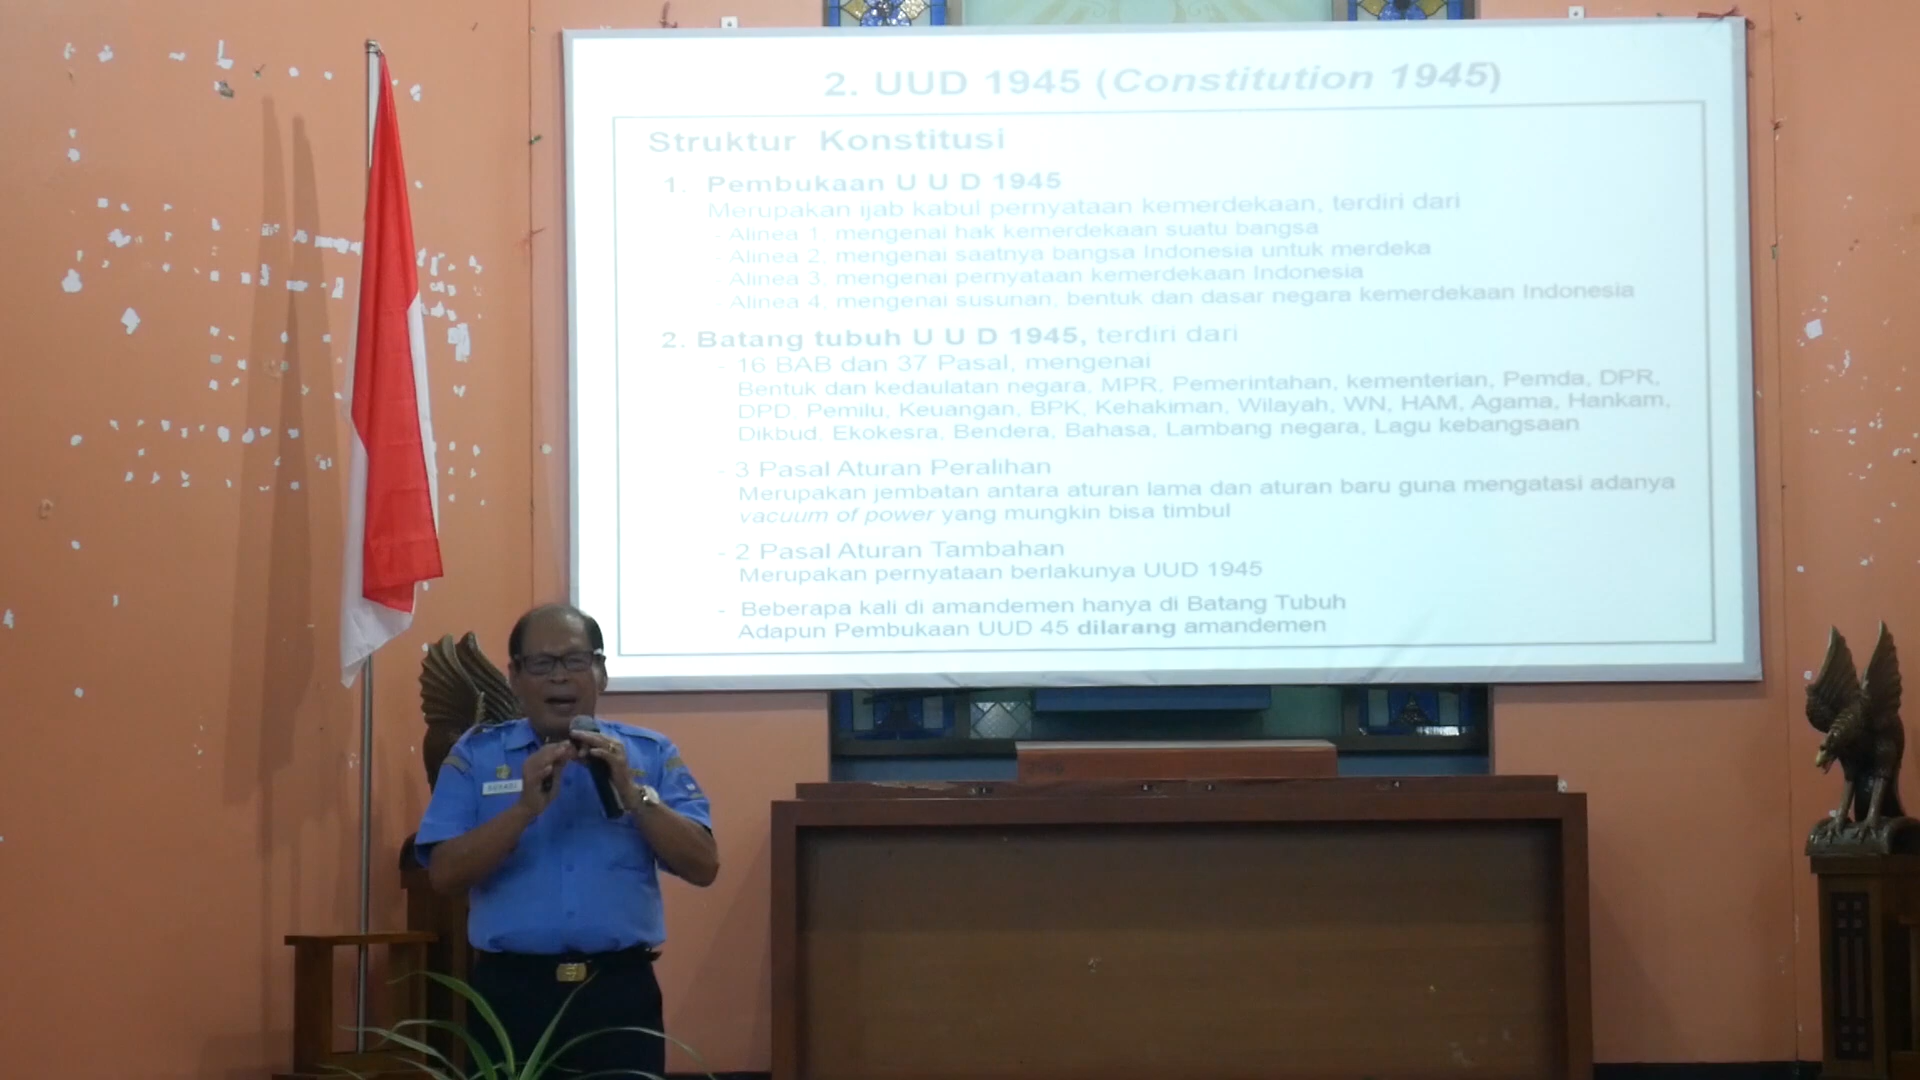 2. UUD 1945 (Constitution 1945)
Struktur Konstitusi
1. Pembukaan U U D 1945
Merupakan ijab kabul pernyataan kemerdekaan, terdiri dari
- Alinea 1, mengenai hak kemerdekaan suatu bangsa
- Alinea 2, mengenai saatnya bangsa Indonesia untuk merdeka
- Alinea 3, mengenai pernyataan kemerdekaan Indonesia
- Alinea 4, mengenai susunan, bentuk dan dasar negara kemerdekaan Indonesia
2. Batang tubuh U U D 1945, terdiri dari
- 16 BAB dan 37 Pasal, mengenai
Bentuk dan kedaulatan negara, MPR, Pemerintahan, kementerian, Pemda, DPR,
DPD, Pemilu, Keuangan, BPK, Kehakiman, Wilayah, WN, HAM, Agama, Hankam,
Dikbud, Ekokesra, Bendera, Bahasa, Lambang negara, Lagu kebangsaan
- 3 Pasal Aturan Peralihan
Merupakan jembatan antara aturan lama dan aturan baru guna mengatasi adanya
vacuum of power yang mungkin bisa timbul
- 2 Pasal Aturan Tambahan
Merupakan pernyataan berlakunya UUD 1945
- Beberapa kali di amandemen hanya di Batang Tubuh
Adapun Pembukaan UUD 45 dilarang amandemen